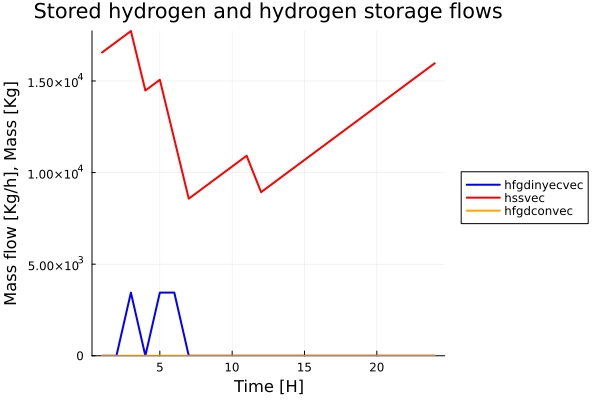 Stored hydrogen and hydrogen storage flows
Mass flow [Kg/h], Mass [Kg]
1.50×10⁴
1.00×10⁴
5.00×10³
0
5
10
15
20
Time [H]
hfgdinyecvec
hssvec
hfgdconvec